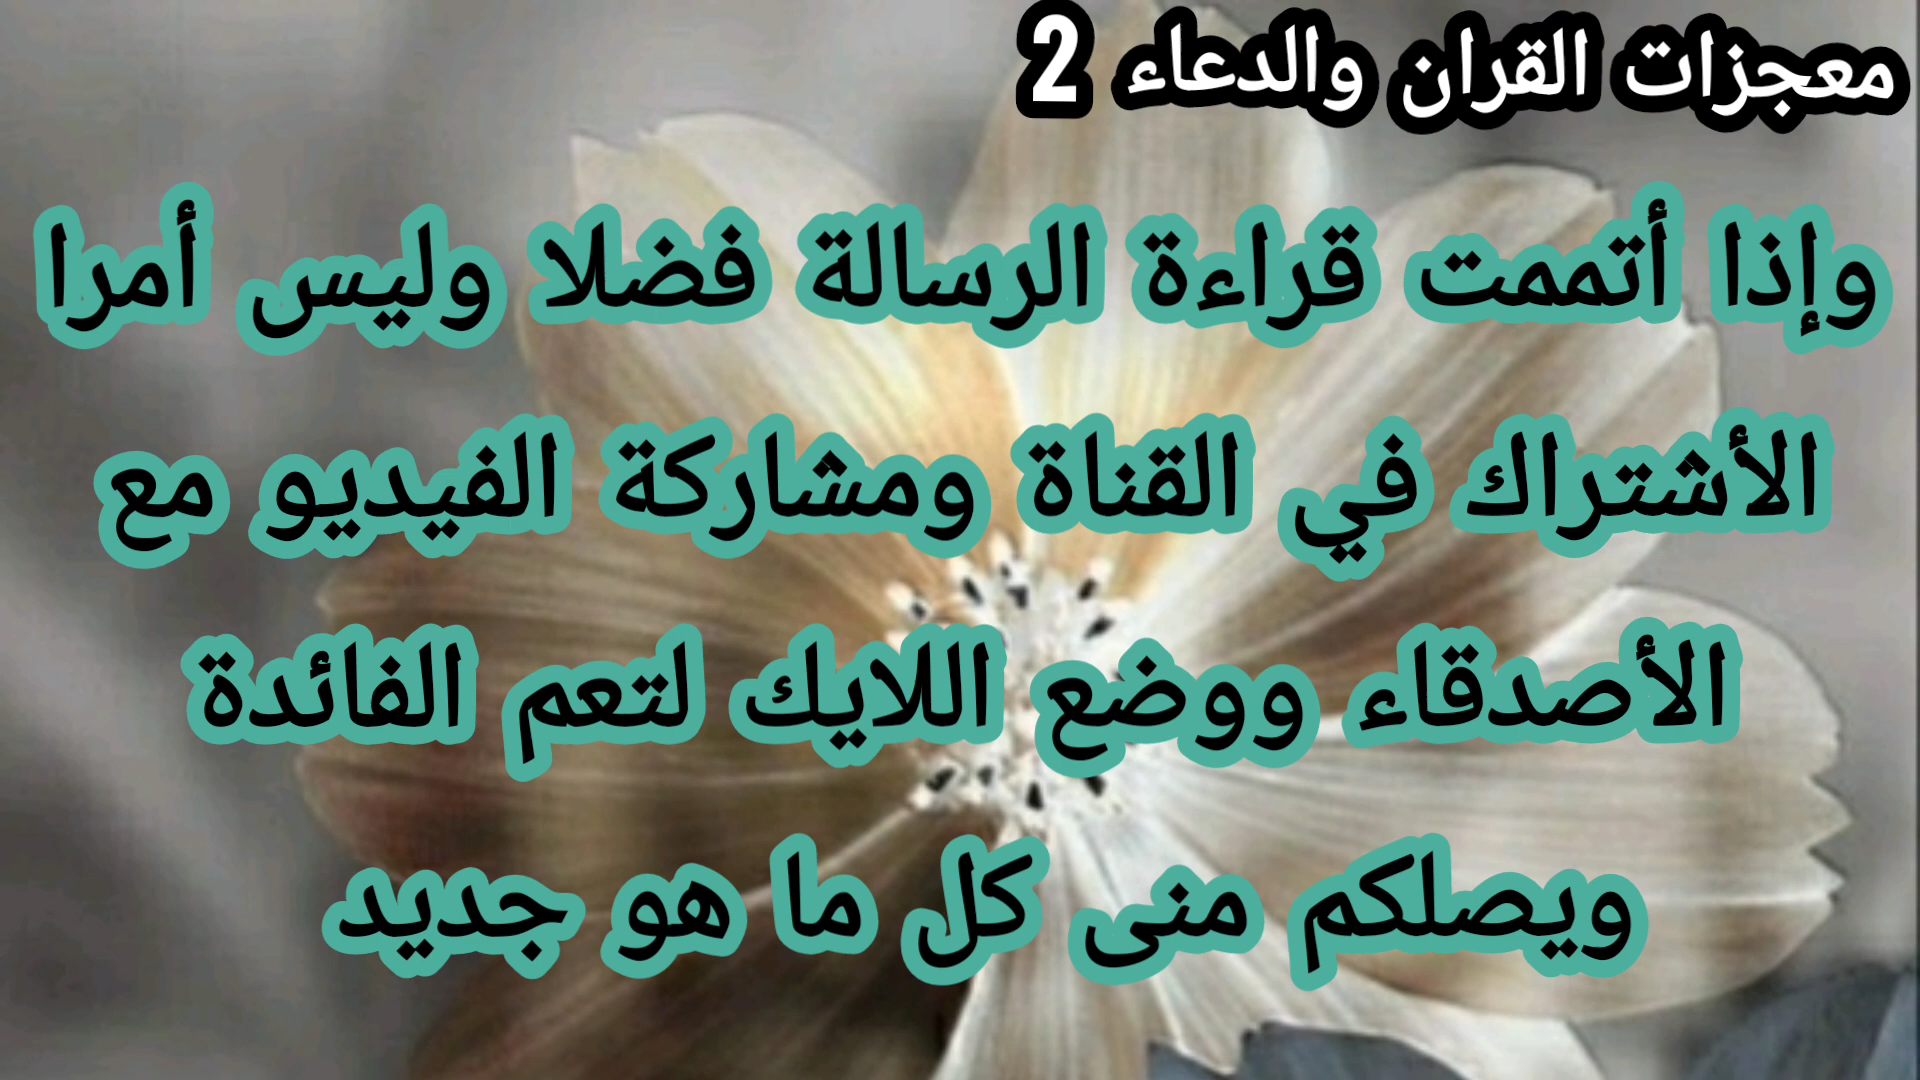 معجزات القران والدعاء 2
وإذا أتممت قراءة الرسالة فضلا وليس أمرا
الأشتراك في القناة ومشاركة الفيديو مع
الأصدقاء ووضع اللايك لتعم الفائدة
ويصلكم منى كل ما هو جديد